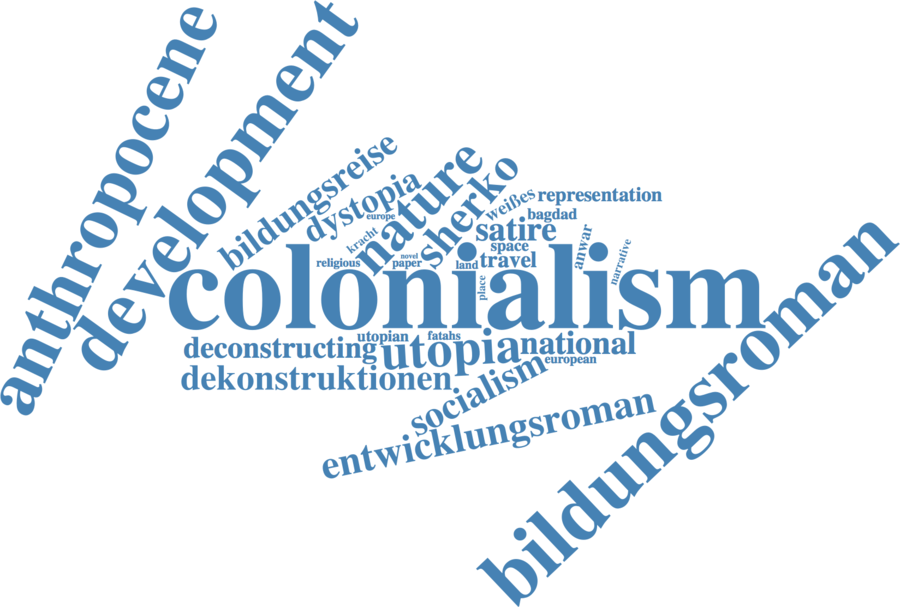 anthropocene
development
bildungsreise
dystopia
europe
nature
sherko
kracht
weißes
representation
bagdad
satire
anwar
space
narrative
religious
novel
paper
land
travel
place
colonialism
utopian
fatahs
deconstructing
utopia
national
european
dekonstruktionen
socialism
entwicklungsroman
bildungsroman